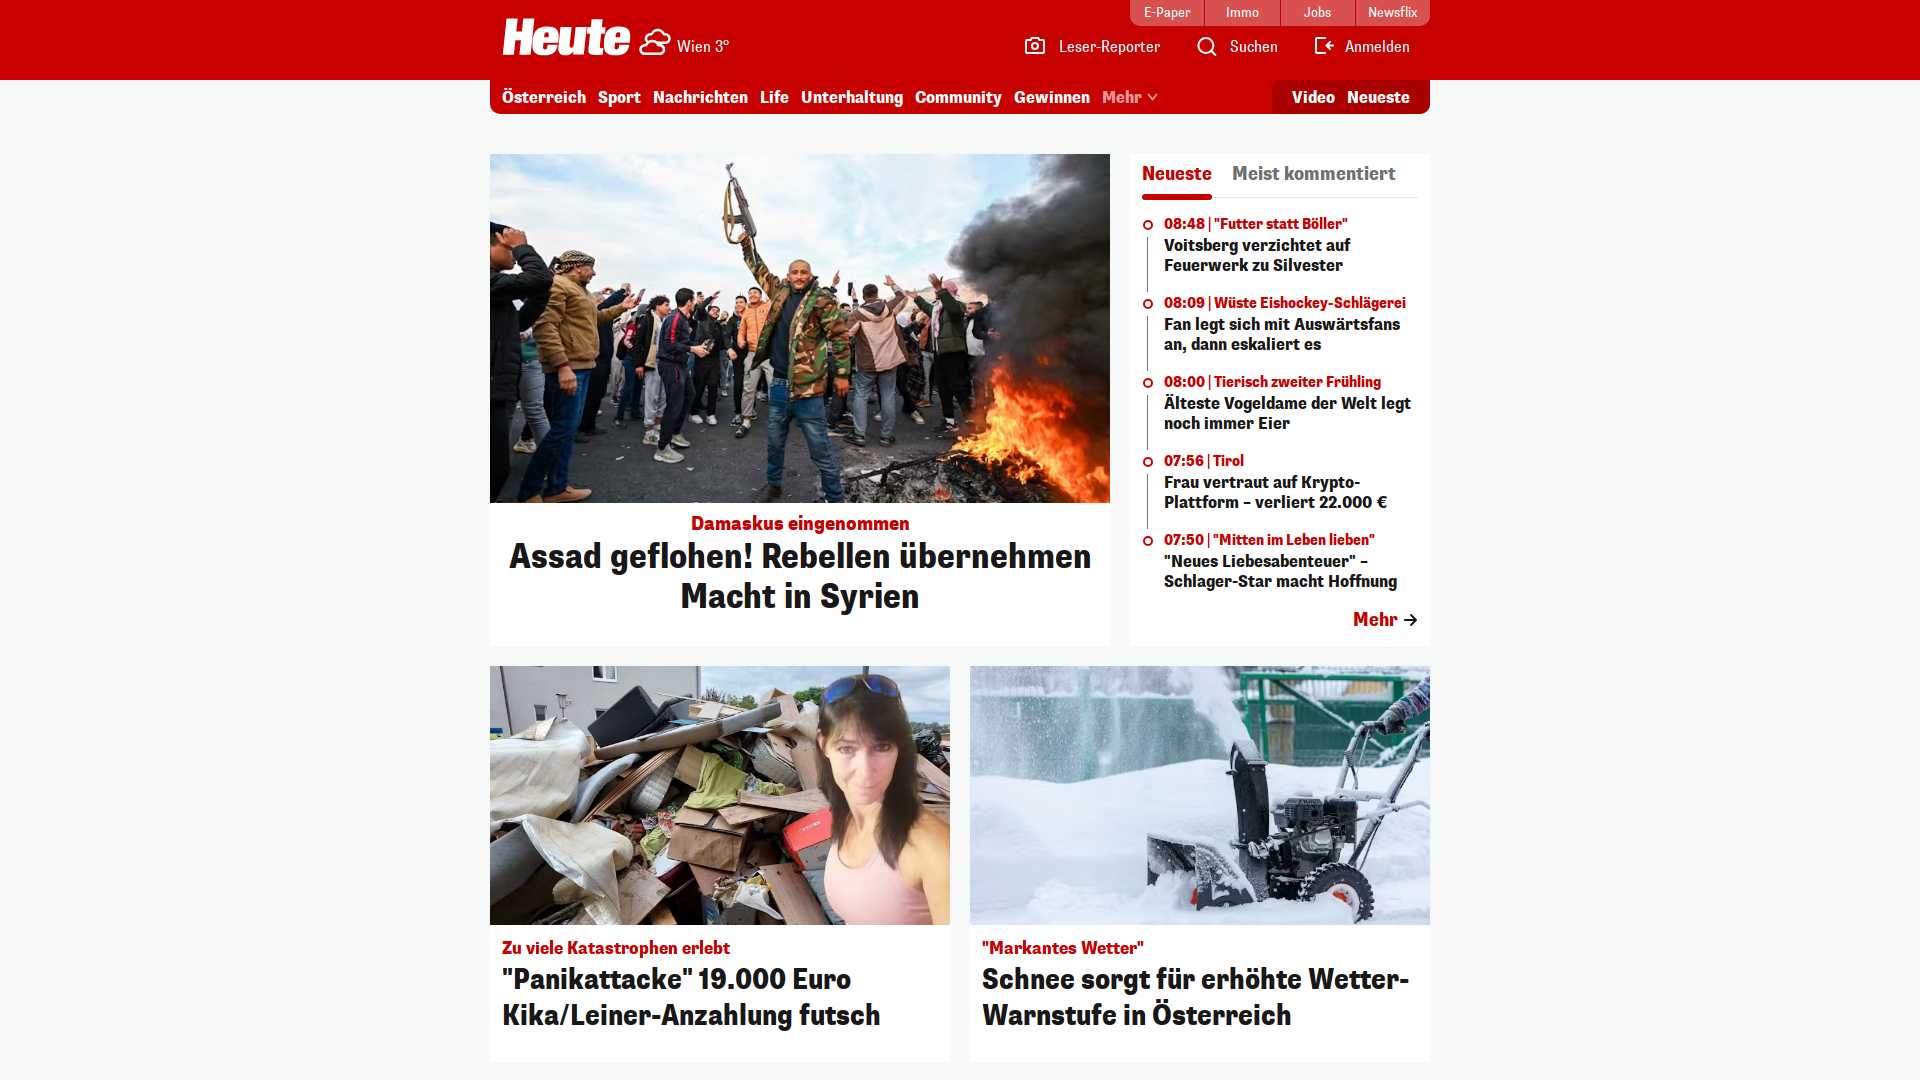 E-Paper
Immo
Jobs
Newsflix
Heute
Wien 3°
Leser-Reporter
Suchen
Anmelden
Österreich
Sport
Nachrichten
Life
Unterhaltung
Community
Gewinnen
Mehr
Video
Neueste
Damaskus eingenommen
Assad geflohen! Rebellen übernehmen
Macht in Syrien
Neueste
Meist kommentiert
08:48 | "Futter statt Böller"
Voitsberg verzichtet auf
Feuerwerk zu Silvester
08:09 | Wüste Eishockey-Schlägerei
Fan legt sich mit Auswärtsfans
an, dann eskaliert es
08:00 | Tierisch zweiter Frühling
Älteste Vogeldame der Welt legt
noch immer Eier
07:56 | Tirol
Frau vertraut auf Krypto-
Plattform – verliert 22.000 €
07:50 | "Mitten im Leben lieben"
"Neues Liebesabenteuer" –
Schlager-Star macht Hoffnung
Mehr
Zu viele Katastrophen erlebt
"Panikattacke" 19.000 Euro
Kika/Leiner-Anzahlung futsch
"Markantes Wetter"
Schnee sorgt für erhöhte Wetter-
Warnstufe in Österreich